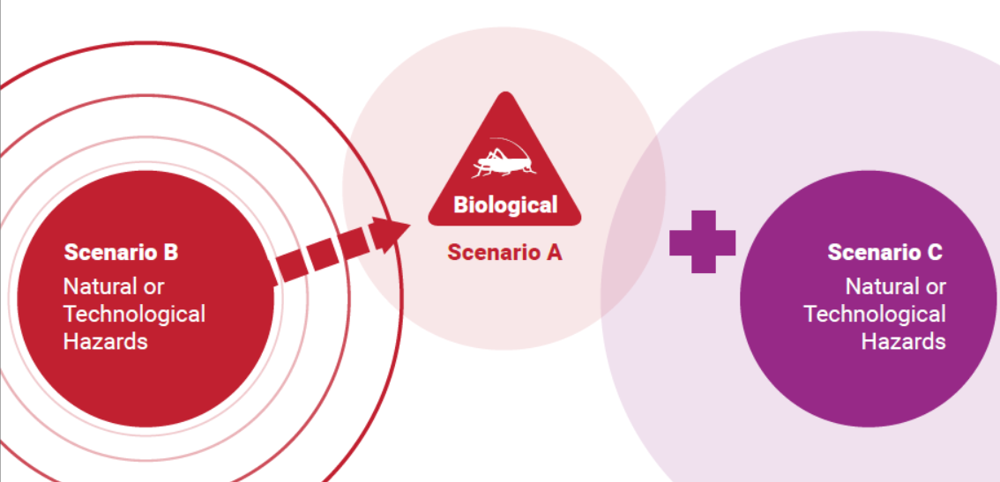 Scenario B
Natural or
Technological
Hazards
Biological
Scenario A
Scenario C
Natural or
Technological
Hazards